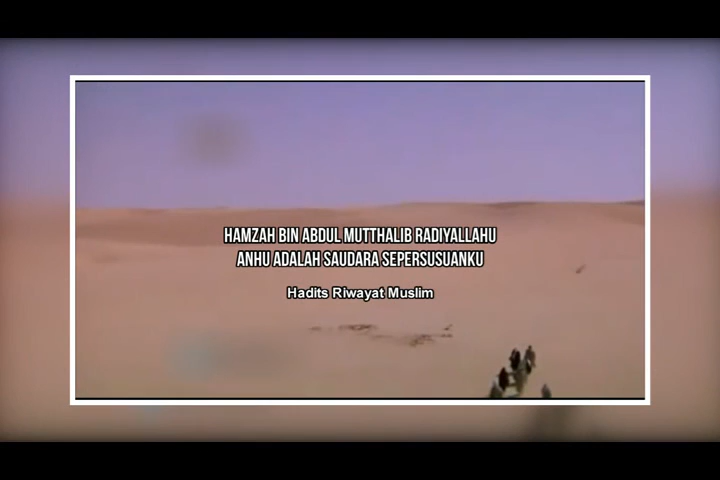 HAMZAH BIN ABDUL MUTTHALIB RADIYALLAHU
ANHU ADALAH SAUDARA SEPERSUSUANKU
Hadits Riwayat Muslim